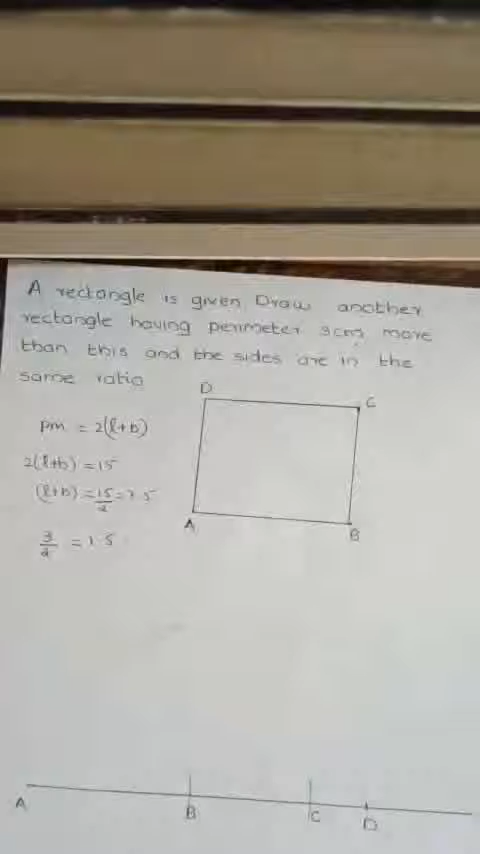 A rectangle is given Draw another
rectangle having perimeter 3cm more
than this and the sides are in the
same ratio
D
C
pm = 2(l+b)
2(l+b) = 15
(l+b) = 15/2 = 7.5
A
B
3/2 = 1.5
A
B
C
D